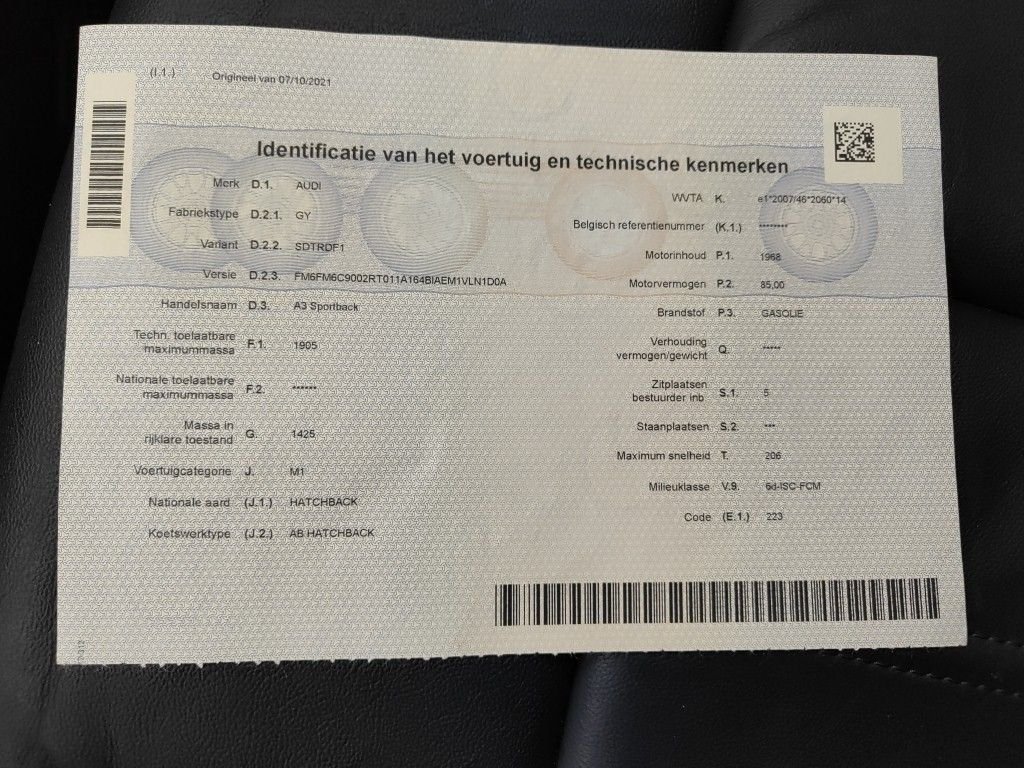 (I.1.) Origineel van 07/10/2021
Identificatie van het voertuig en technische kenmerken
Merk D.1. AUDI
Fabriekstype D.2.1. GY
Variant D.2.2. SDTRDF1
Versie D.2.3. FM6FM6C9002RT011A164BIAEM1VLN1D0A
Handelsnaam D.3. A3 Sportback
Techn. toelaatbare
maximummassa F.1. 1905
Nationale toelaatbare
maximummassa F.2. ******
Massa in
rijklare toestand G. 1425
Voertuigcategorie J. M1
Nationale aard (J.1.) HATCHBACK
Koetswerktype (J.2.) AB HATCHBACK
WVTA K. e1*2007/46*2060*14
Belgisch referentienummer (K.1.) ********
Motorinhoud P.1. 1968
Motorvermogen P.2. 85,00
Brandstof P.3. GASOLIE
Verhouding
vermogen/gewicht Q. *****
Zitplaatsen
bestuurder inb. S.1. 5
Staanplaatsen S.2. ***
Maximum snelheid T. 206
Milieuklasse V.9. 6d-ISC-FCM
Code (E.1.) 223